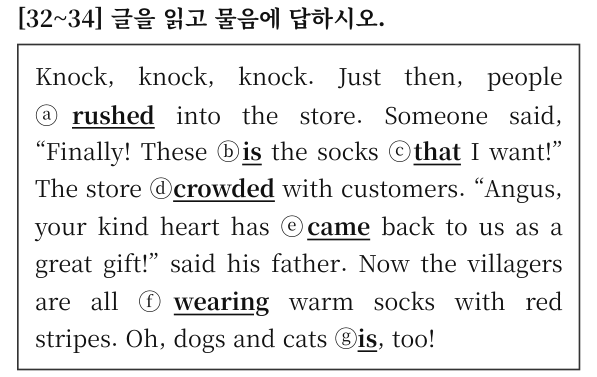 [32~34] 글을 읽고 물음에 답하시오.
Knock, knock, knock. Just then, people
ⓐ rushed into the store. Someone said,
“Finally! These ⓑis the socks ⓒthat I want!”
The store ⓓcrowded with customers. “Angus,
your kind heart has ⓔcame back to us as a
great gift!” said his father. Now the villagers
are all ⓕ wearing warm socks with red
stripes. Oh, dogs and cats ⓖis, too!